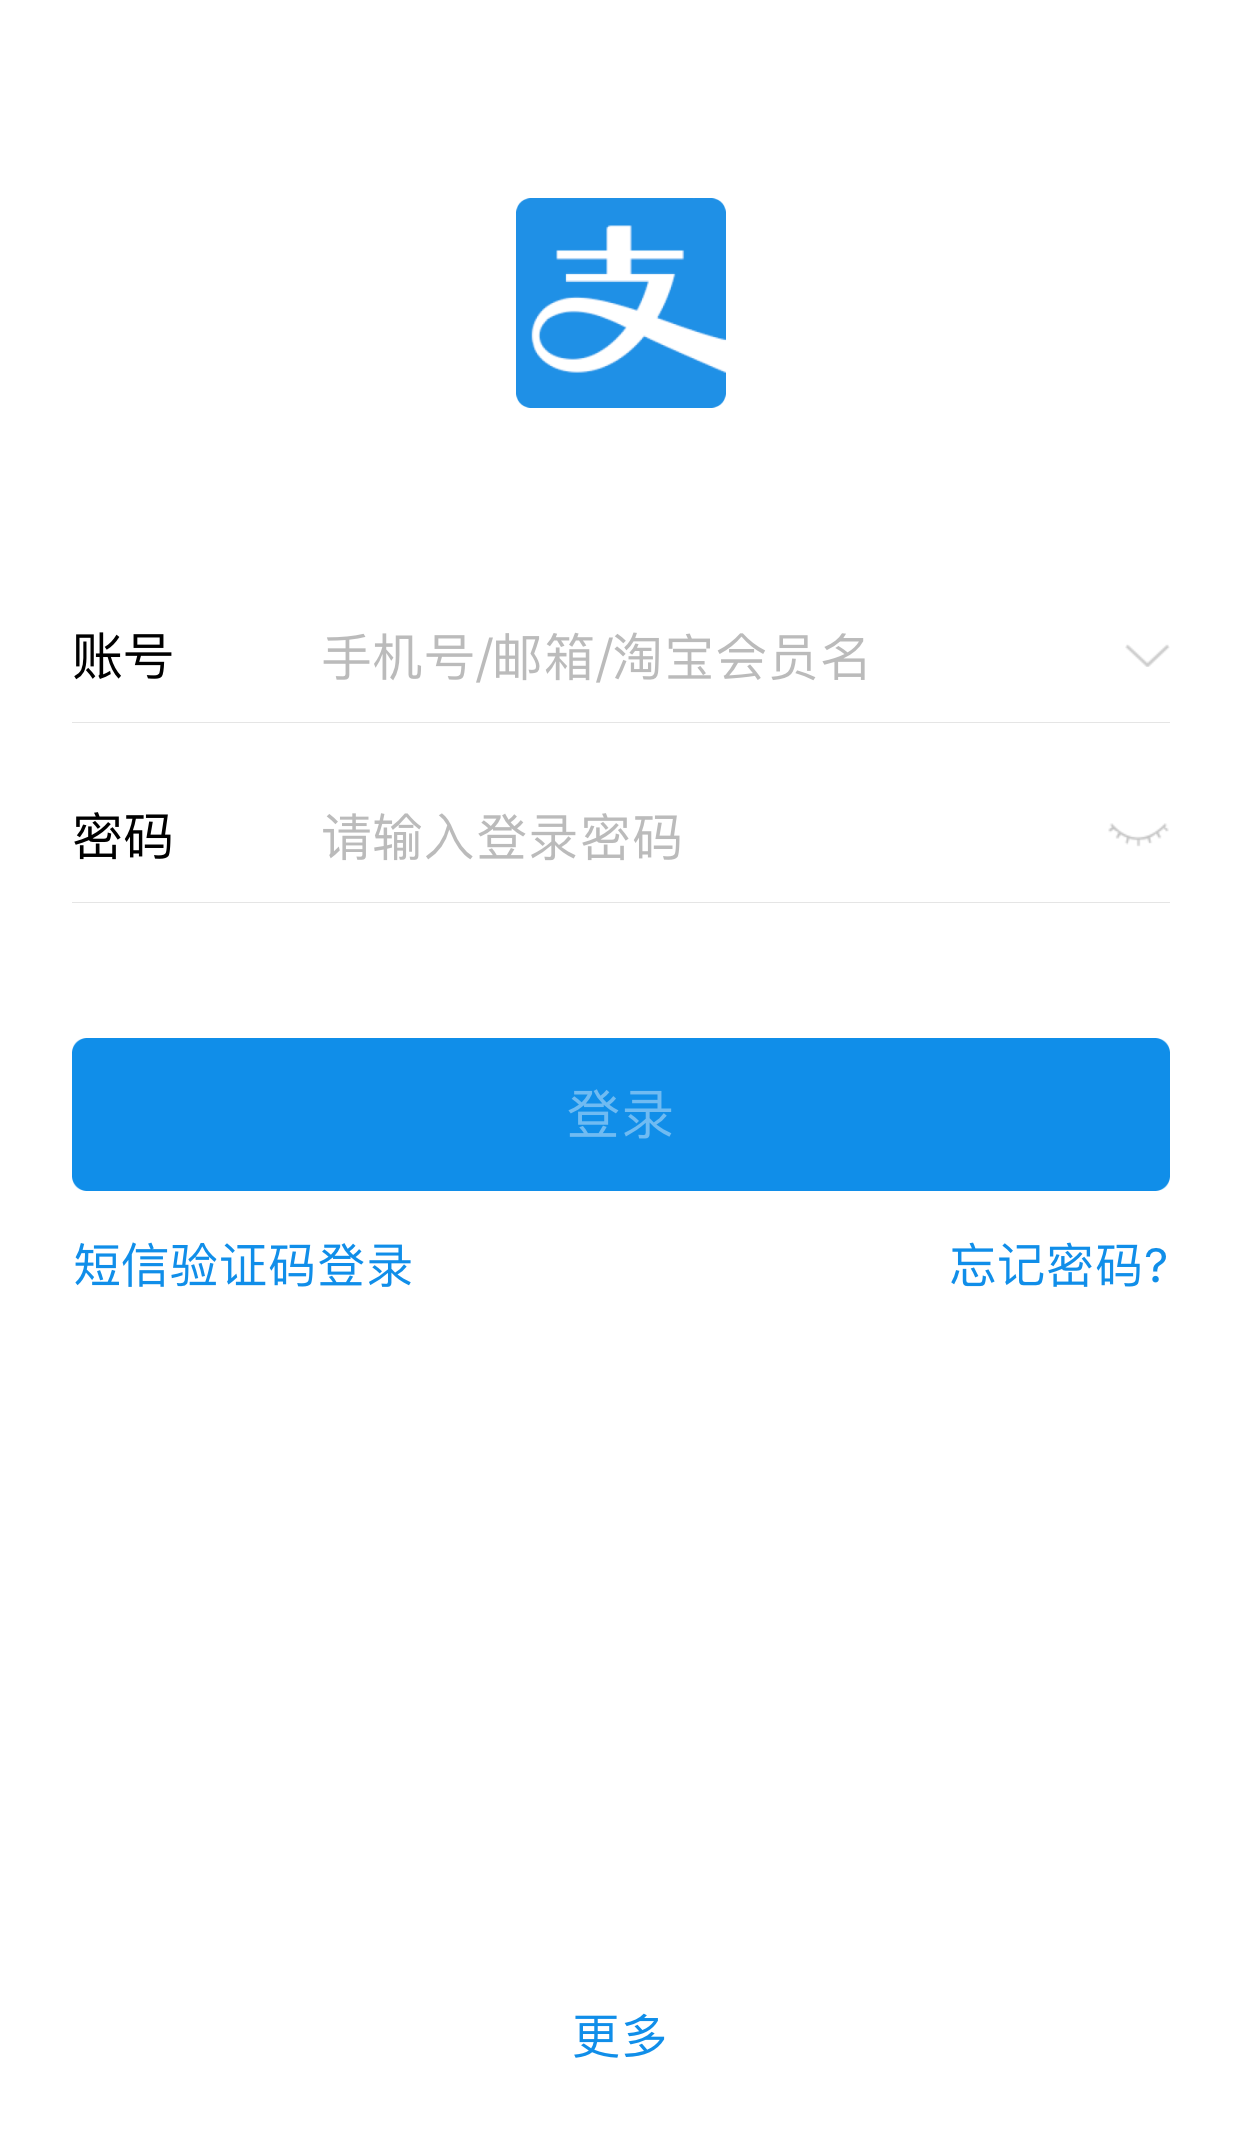 支
账号 手机号/邮箱/淘宝会员名
密码 请输入登录密码
登录
短信验证码登录 忘记密码?
更多